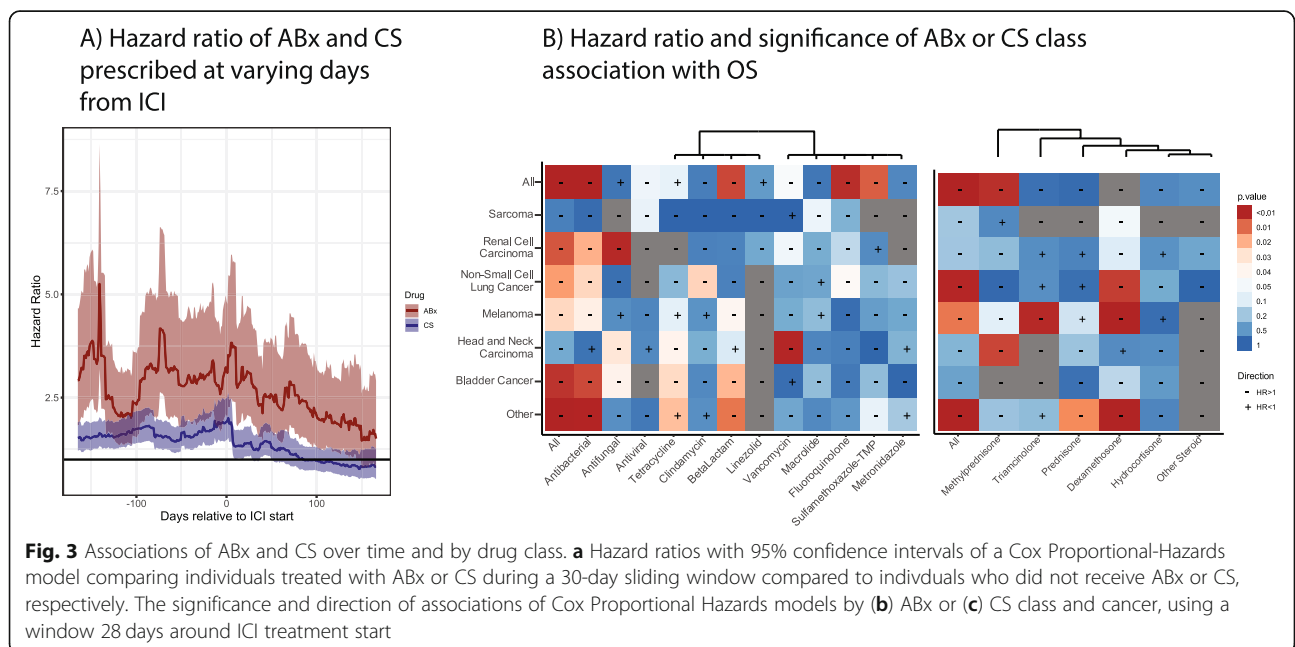 A) Hazard ratio of ABx and CS
prescribed at varying days
from ICI
B) Hazard ratio and significance of ABx or CS class
association with OS
Hazard Ratio
7.5
5.0
2.5
-100
0
100
Days relative to ICI start
Drug
ABx
CS
All
Sarcoma
Renal Cell
Carcinoma
Non-Small Cell
Lung Cancer
Melanoma
Head and Neck
Carcinoma
Bladder Cancer
Other
- - + - + - - + - - - - -
- - - - - - - + - - - -
- - - - - - - - - + -
- - - - - - - + - - -
- - + - + + - - + - - -
- + - + - - + - - - - +
- - - - - - + - - - -
- - - - + + - - - - - +
All
Antibacterial
Antifungal
Antiviral
Tetracycline
Clindamycin
BetaLactam
Linezolid
Vancomycin
Macrolide
Fluoroquinolone
Sulfamethoxazole-TMP
Metronidazole
- - - - - - -
- + -
- - + + - + -
- - + + - - -
- - - + - +
- - - + -
- - - -
- - + - - -
All
Methylprednisone
Triamcinolone
Prednisone
Dexamethosone
Hydrocortisone
Other Steroid
p.value
<0.01
0.01
0.02
0.03
0.04
0.05
0.1
0.2
0.5
1
Direction
- HR>1
+ HR<1
Fig. 3 Associations of ABx and CS over time and by drug class. a Hazard ratios with 95% confidence intervals of a Cox Proportional-Hazards
model comparing individuals treated with ABx or CS during a 30-day sliding window compared to indivduals who did not receive ABx or CS,
respectively. The significance and direction of associations of Cox Proportional Hazards models by (b) ABx or (c) CS class and cancer, using a
window 28 days around ICI treatment start